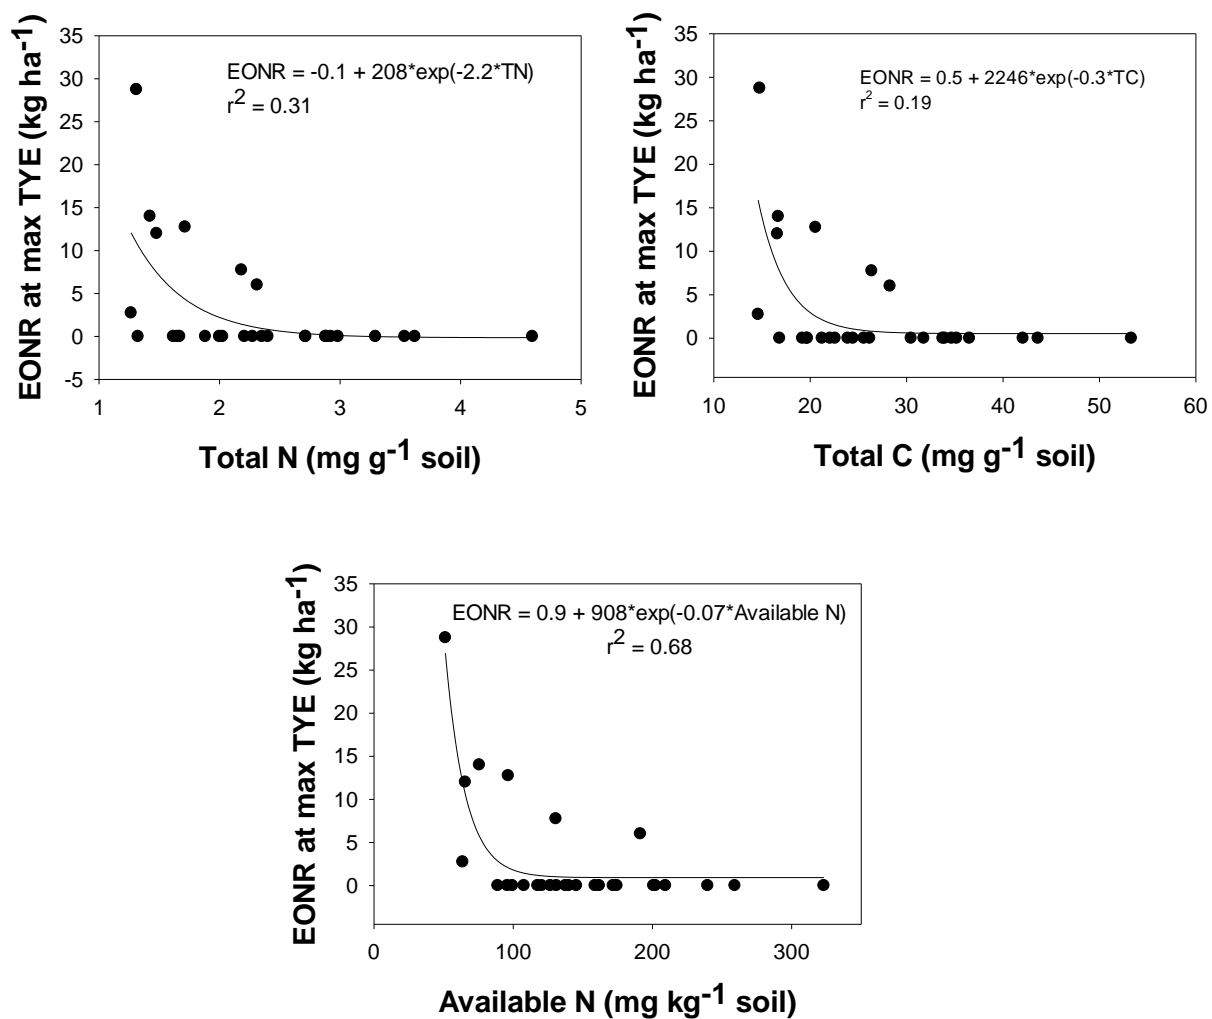 EONR at max TYE (kg ha-1)
35
30
25
20
15
10
5
0
-5
EONR = -0.1 + 208*exp(-2.2*TN)
r2 = 0.31
1 2 3 4 5
Total N (mg g-1 soil)
EONR at max TYE (kg ha-1)
35
30
25
20
15
10
5
0
EONR = 0.5 + 2246*exp(-0.3*TC)
r2 = 0.19
10 20 30 40 50 60
Total C (mg g-1 soil)
EONR at max TYE (kg ha-1)
35
30
25
20
15
10
5
0
EONR = 0.9 + 908*exp(-0.07*Available N)
r2 = 0.68
0 100 200 300
Available N (mg kg-1 soil)